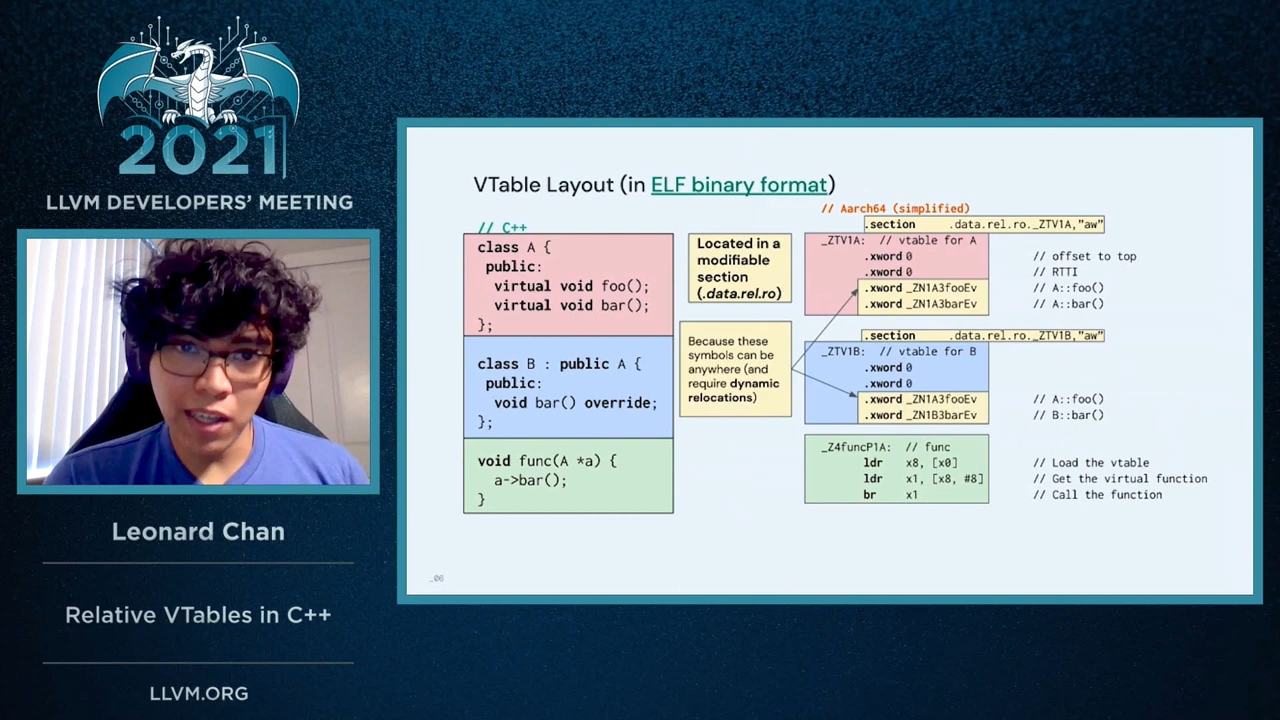 2021
LLVM DEVELOPERS' MEETING
Leonard Chan
Relative VTables in C++
LLVM.ORG
VTable Layout (in ELF binary format)
// C++
class A {
public:
virtual void foo();
virtual void bar();
};
class B : public A {
public:
void bar() override;
};
void func(A *a) {
a->bar();
}
Located in a
modifiable
section
(.data.rel.ro)
Because these
symbols can be
anywhere (and
require dynamic
relocations)
// Aarch64 (simplified)
.section .data.rel.ro._ZTV1A,"aw"
_ZTV1A: // vtable for A
.xword 0 // offset to top
.xword 0 // RTTI
.xword _ZN1A3fooEv // A::foo()
.xword _ZN1A3barEv // A::bar()
.section .data.rel.ro._ZTV1B,"aw"
_ZTV1B: // vtable for B
.xword 0
.xword 0
.xword _ZN1A3fooEv // A::foo()
.xword _ZN1B3barEv // B::bar()
_Z4funcP1A: // func
ldr x8, [x0] // Load the vtable
ldr x1, [x8, #8] // Get the virtual function
br x1 // Call the function
_06